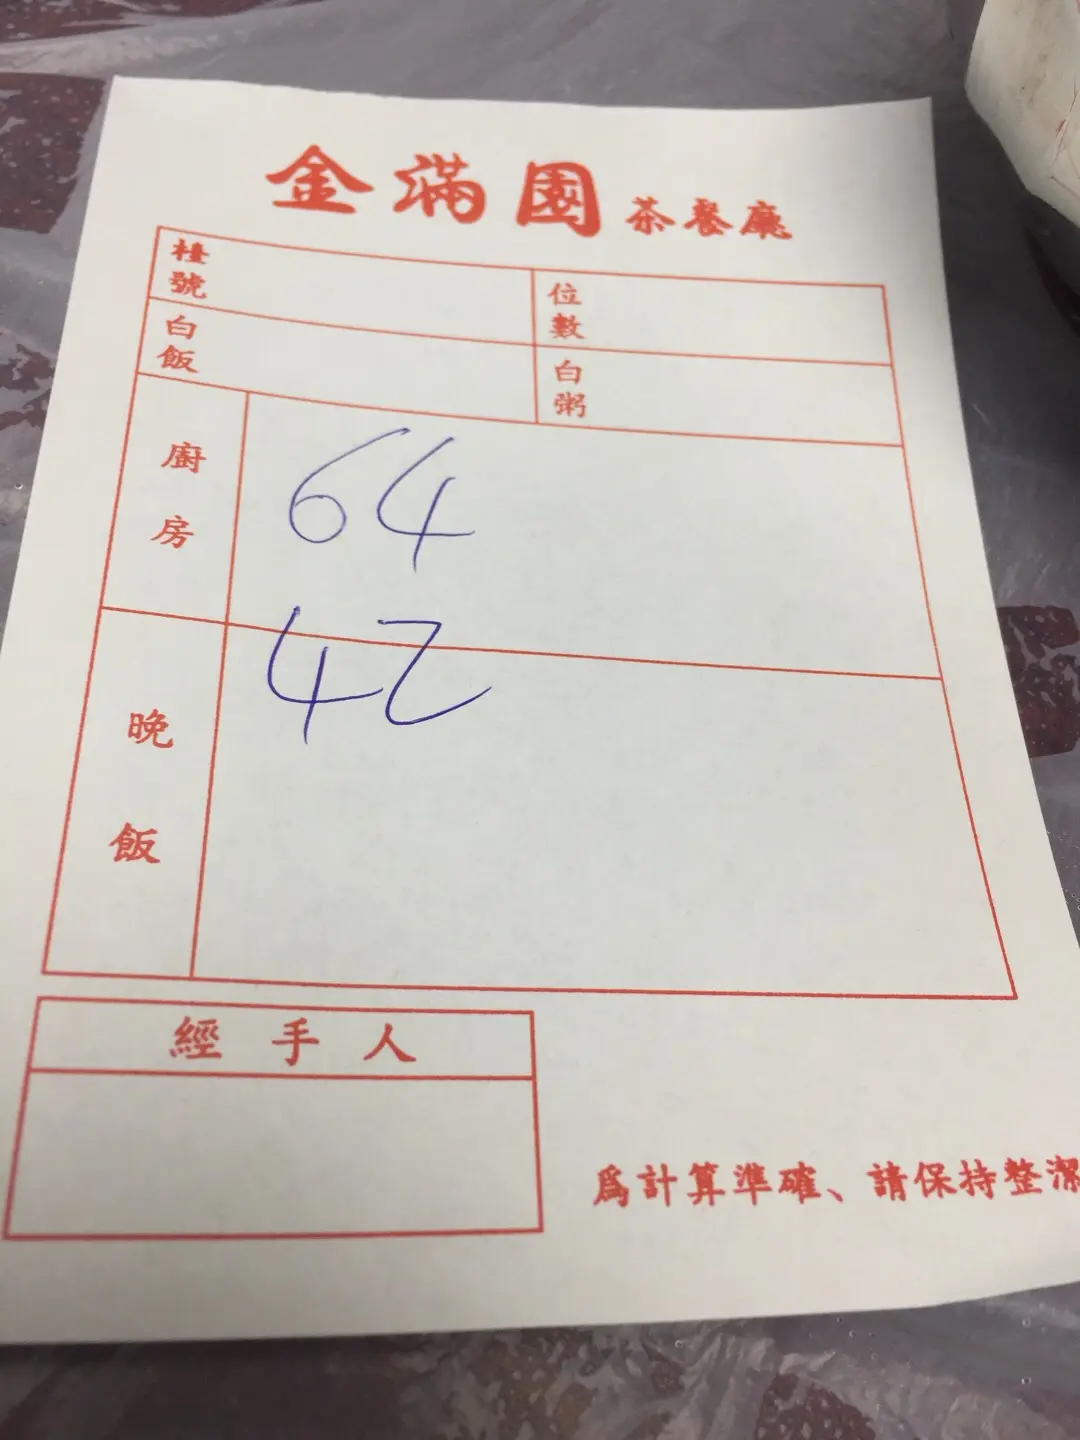 金滿園茶餐廳
檯號 位數
白飯 白粥
廚房 64
42
晚飯
經手人
爲計算準確、請保持整潔